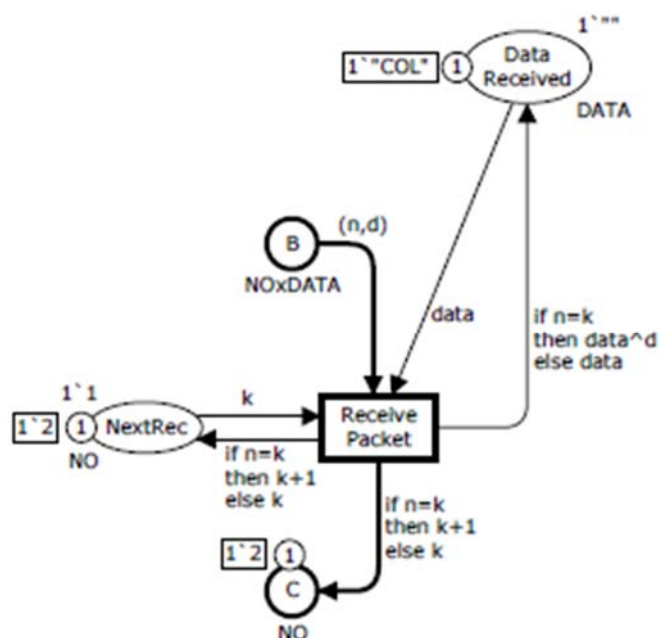 1`""
1`"COL"
1
Data
Received
DATA
B
(n,d)
NOxDATA
data
if n=k
then data^d
else data
1`1
1`2
1
NextRec
NO
k
Receive
Packet
if n=k
then k+1
else k
if n=k
then k+1
else k
1`2
1
C
NO